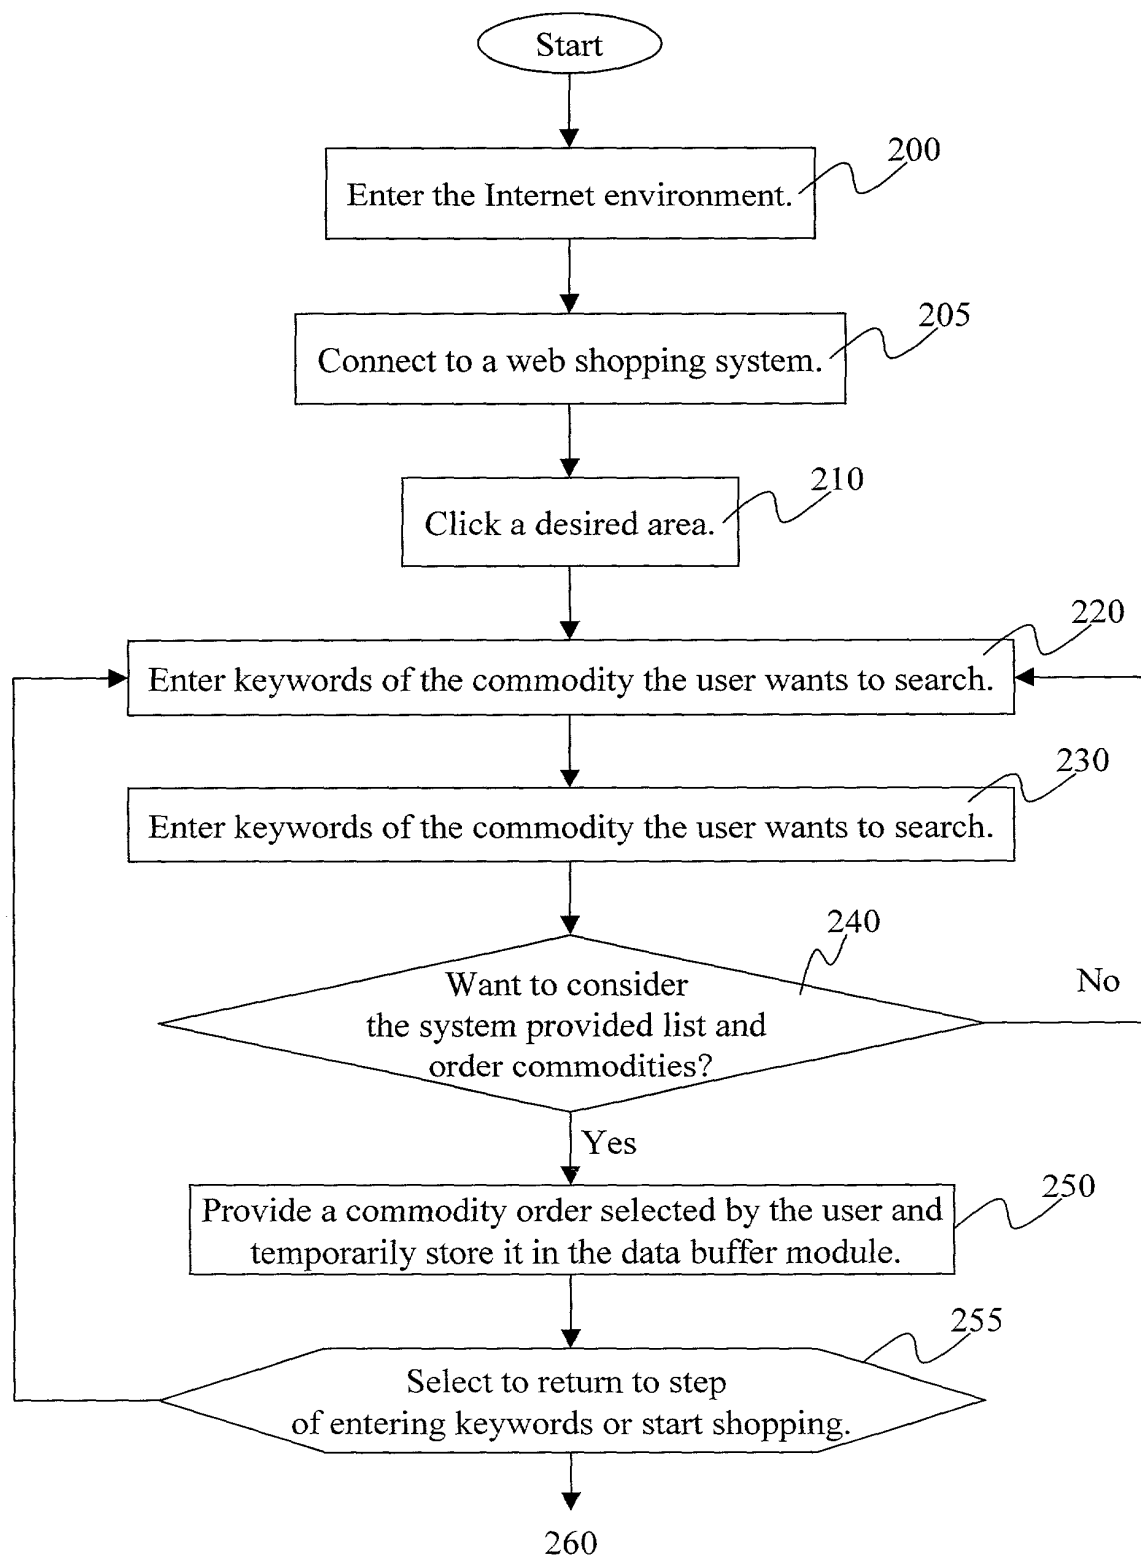 Start
200
Enter the Internet environment.
205
Connect to a web shopping system.
210
Click a desired area.
220
Enter keywords of the commodity the user wants to search.
230
Enter keywords of the commodity the user wants to search.
240
Want to consider
the system provided list and
order commodities?
No
Yes
250
Provide a commodity order selected by the user and
temporarily store it in the data buffer module.
255
Select to return to step
of entering keywords or start shopping.
260